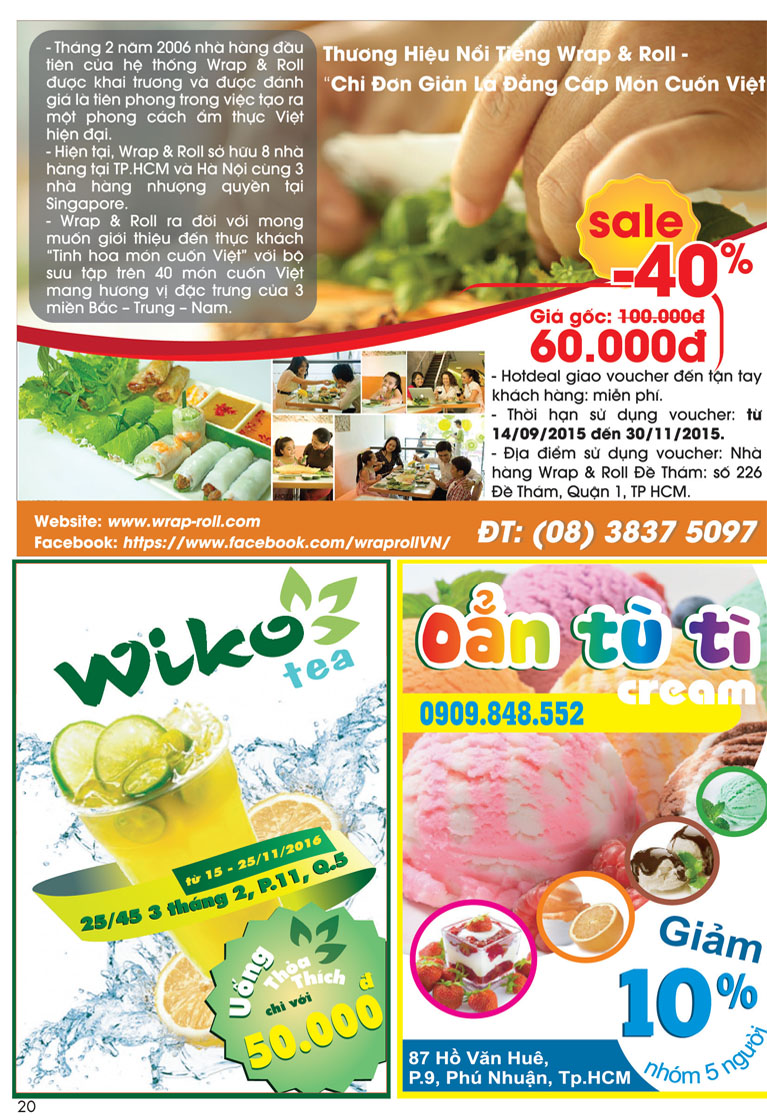 - Tháng 2 năm 2006 nhà hàng đầu
tiên của hệ thống Wrap & Roll
được khai trương và được đánh
giá là tiên phong trong việc tạo ra
một phong cách ẩm thực Việt
hiện đại.
- Hiện tại, Wrap & Roll sở hữu 8 nhà
hàng tại TP.HCM và Hà Nội cùng 3
nhà hàng nhượng quyền tại
Singapore.
- Wrap & Roll ra đời với mong
muốn giới thiệu đến thực khách
“Tinh hoa món cuốn Việt” với bộ
sưu tập trên 40 món cuốn Việt
mang hương vị đặc trưng của 3
miền Bắc – Trung – Nam.
Thương Hiệu Nổi Tiếng Wrap & Roll -
“Chỉ Đơn Giản Là Đẳng Cấp Món Cuốn Việt
sale
-40%
Giá gốc: 100.000đ
60.000đ
- Hotdeal giao voucher đến tận tay
khách hàng: miễn phí.
- Thời hạn sử dụng voucher: từ
14/09/2015 đến 30/11/2015.
- Địa điểm sử dụng voucher: Nhà
hàng Wrap & Roll Đề Thám: số 226
Đề Thám, Quận 1, TP HCM.
Website: www.wrap-roll.com
Facebook: https://www.facebook.com/wraprollVN/
ĐT: (08) 3837 5097
wiko
tea
từ 15 - 25/11/2016
25/45 3 tháng 2, P.11, Q.5
Uống
Thỏa
Thích
chỉ với
50.000đ
Oẳn tù tì
cream
0909.848.552
Giảm
10%
nhóm 5 người
87 Hồ Văn Huê,
P.9, Phú Nhuận, Tp.HCM
20